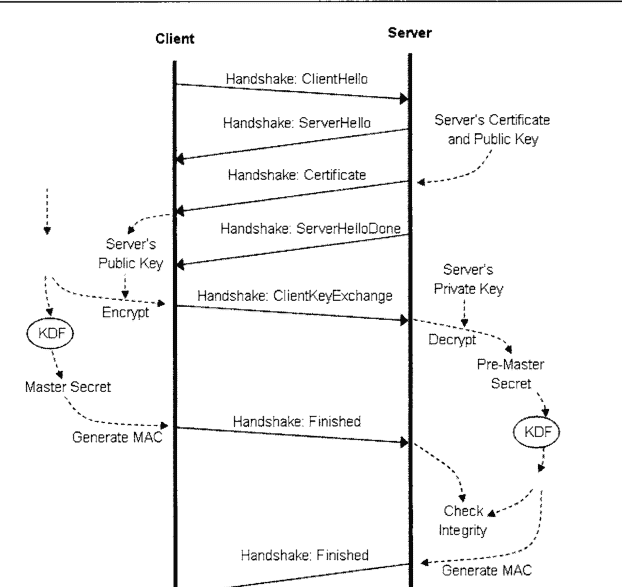 Client
Server
Handshake: ClientHello
Handshake: ServerHello
Server's Certificate
and Public Key
Handshake: Certificate
Handshake: ServerHelloDone
Server's
Public Key
Server's
Private Key
Handshake: ClientKeyExchange
Encrypt
KDF
Decrypt
Pre-Master
Secret
Master Secret
Handshake: Finished
Generate MAC
KDF
Check
Integrity
Handshake: Finished
Generate MAC